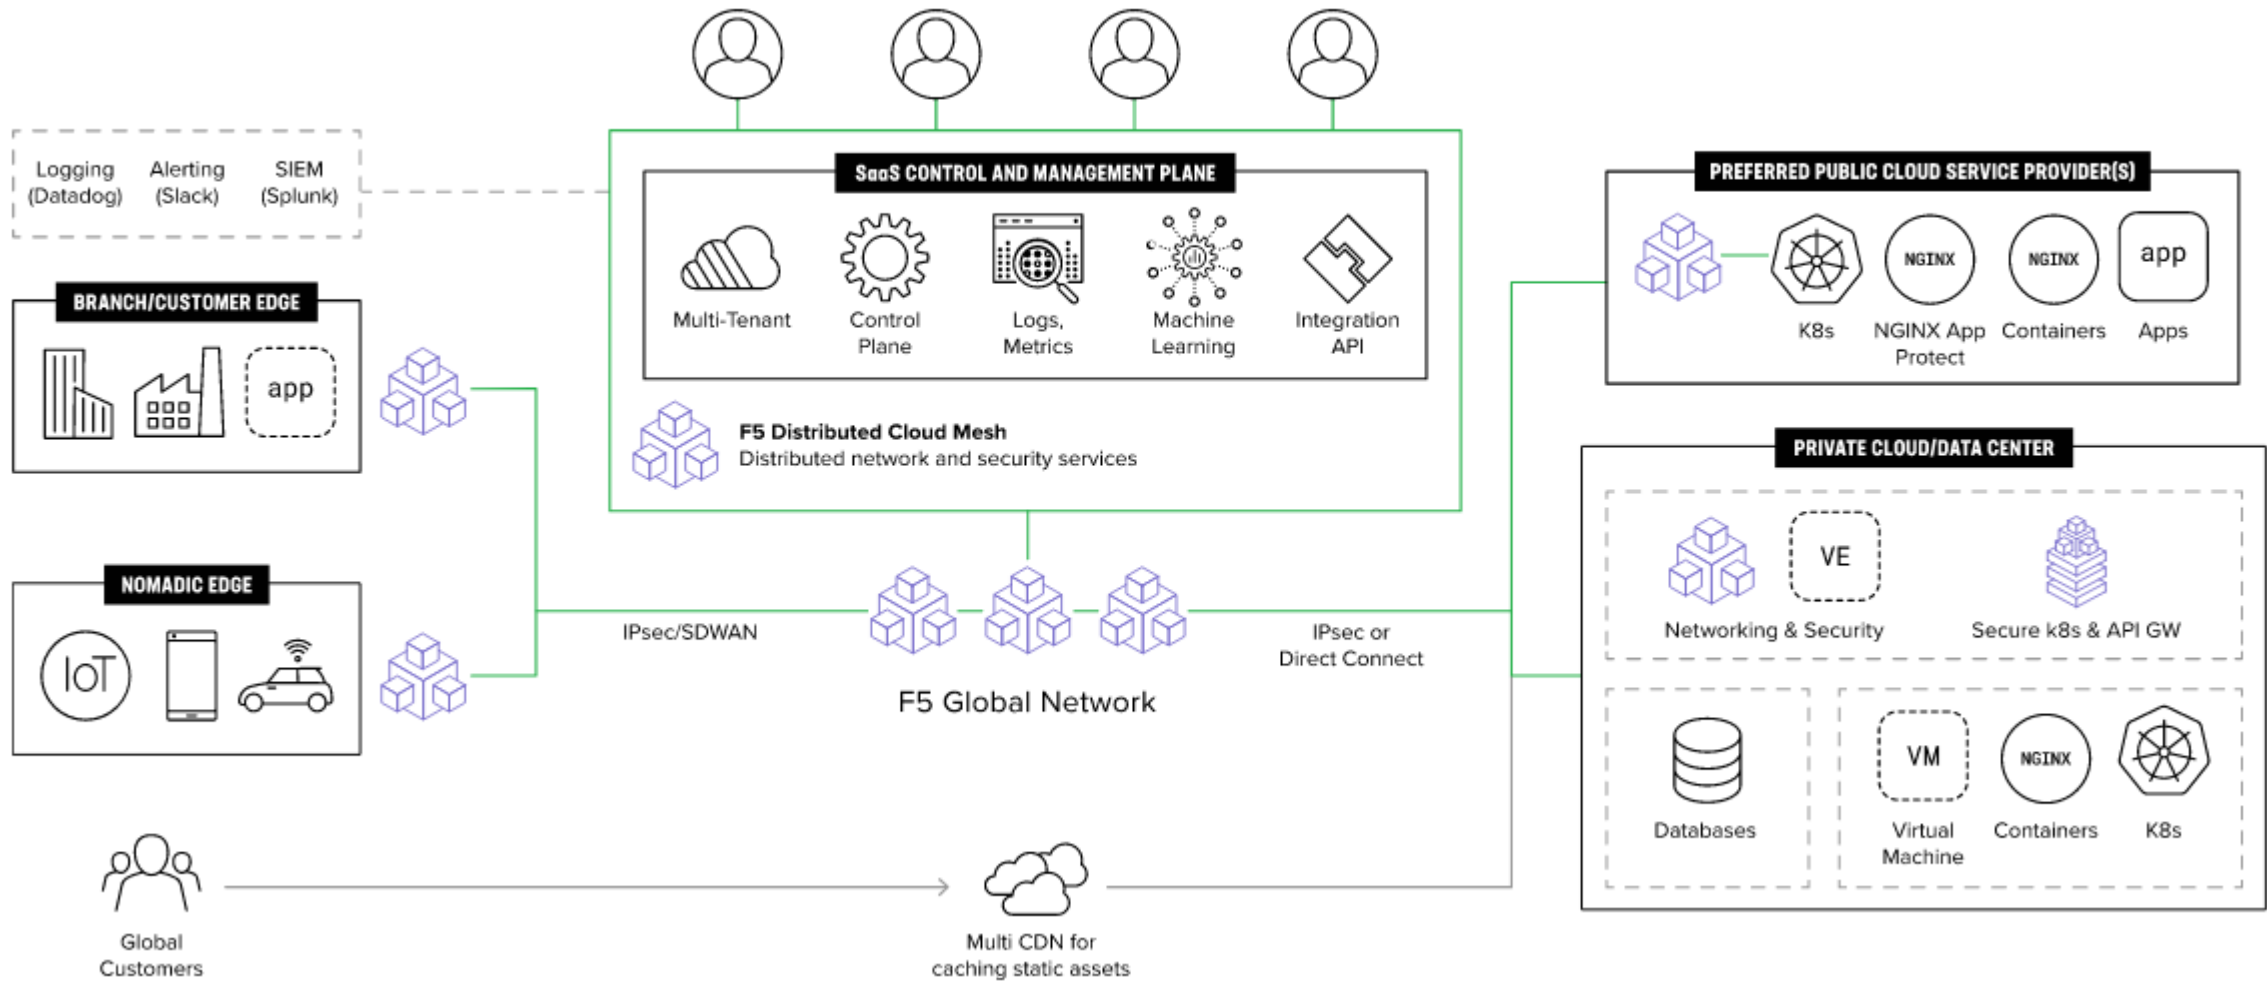 Logging
(Datadog)
Alerting
(Slack)
SIEM
(Splunk)
BRANCH/CUSTOMER EDGE
app
NOMADIC EDGE
IoT
SaaS CONTROL AND MANAGEMENT PLANE
Multi-Tenant
Control
Plane
Logs,
Metrics
Machine
Learning
Integration
API
F5 Distributed Cloud Mesh
Distributed network and security services
IPsec/SDWAN
F5 Global Network
IPsec or
Direct Connect
PREFERRED PUBLIC CLOUD SERVICE PROVIDER(S)
NGINX
NGINX
app
K8s
NGINX App
Protect
Containers
Apps
PRIVATE CLOUD/DATA CENTER
VE
Networking & Security
Secure k8s & API GW
Databases
VM
NGINX
Virtual
Machine
Containers
K8s
Global
Customers
Multi CDN for
caching static assets